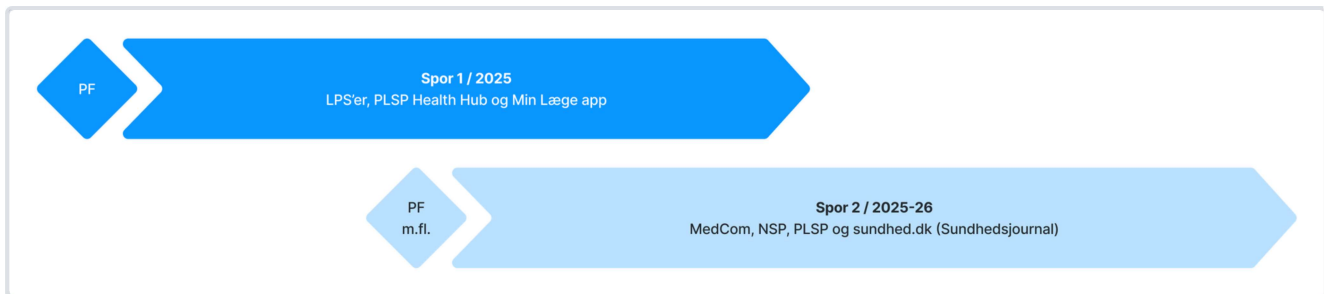 PF
Spor 1 / 2025
LPS’er, PLSP Health Hub og Min Læge app
PF
m.fl.
Spor 2 / 2025-26
MedCom, NSP, PLSP og sundhed.dk (Sundhedsjournal)